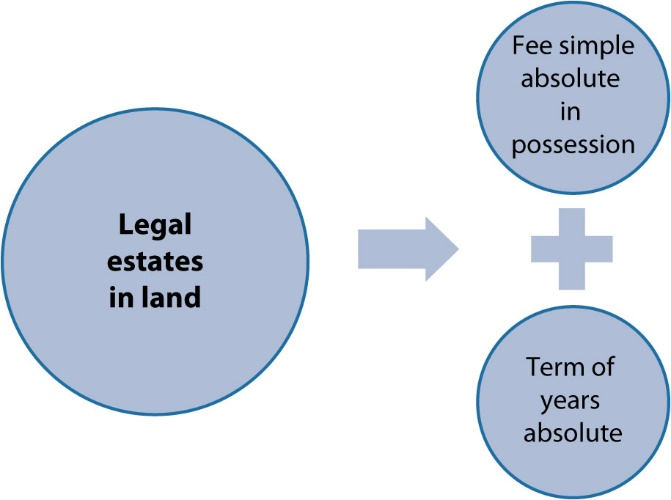 Legal
estates
in land
Fee simple
absolute
in
possession
Term of
years
absolute